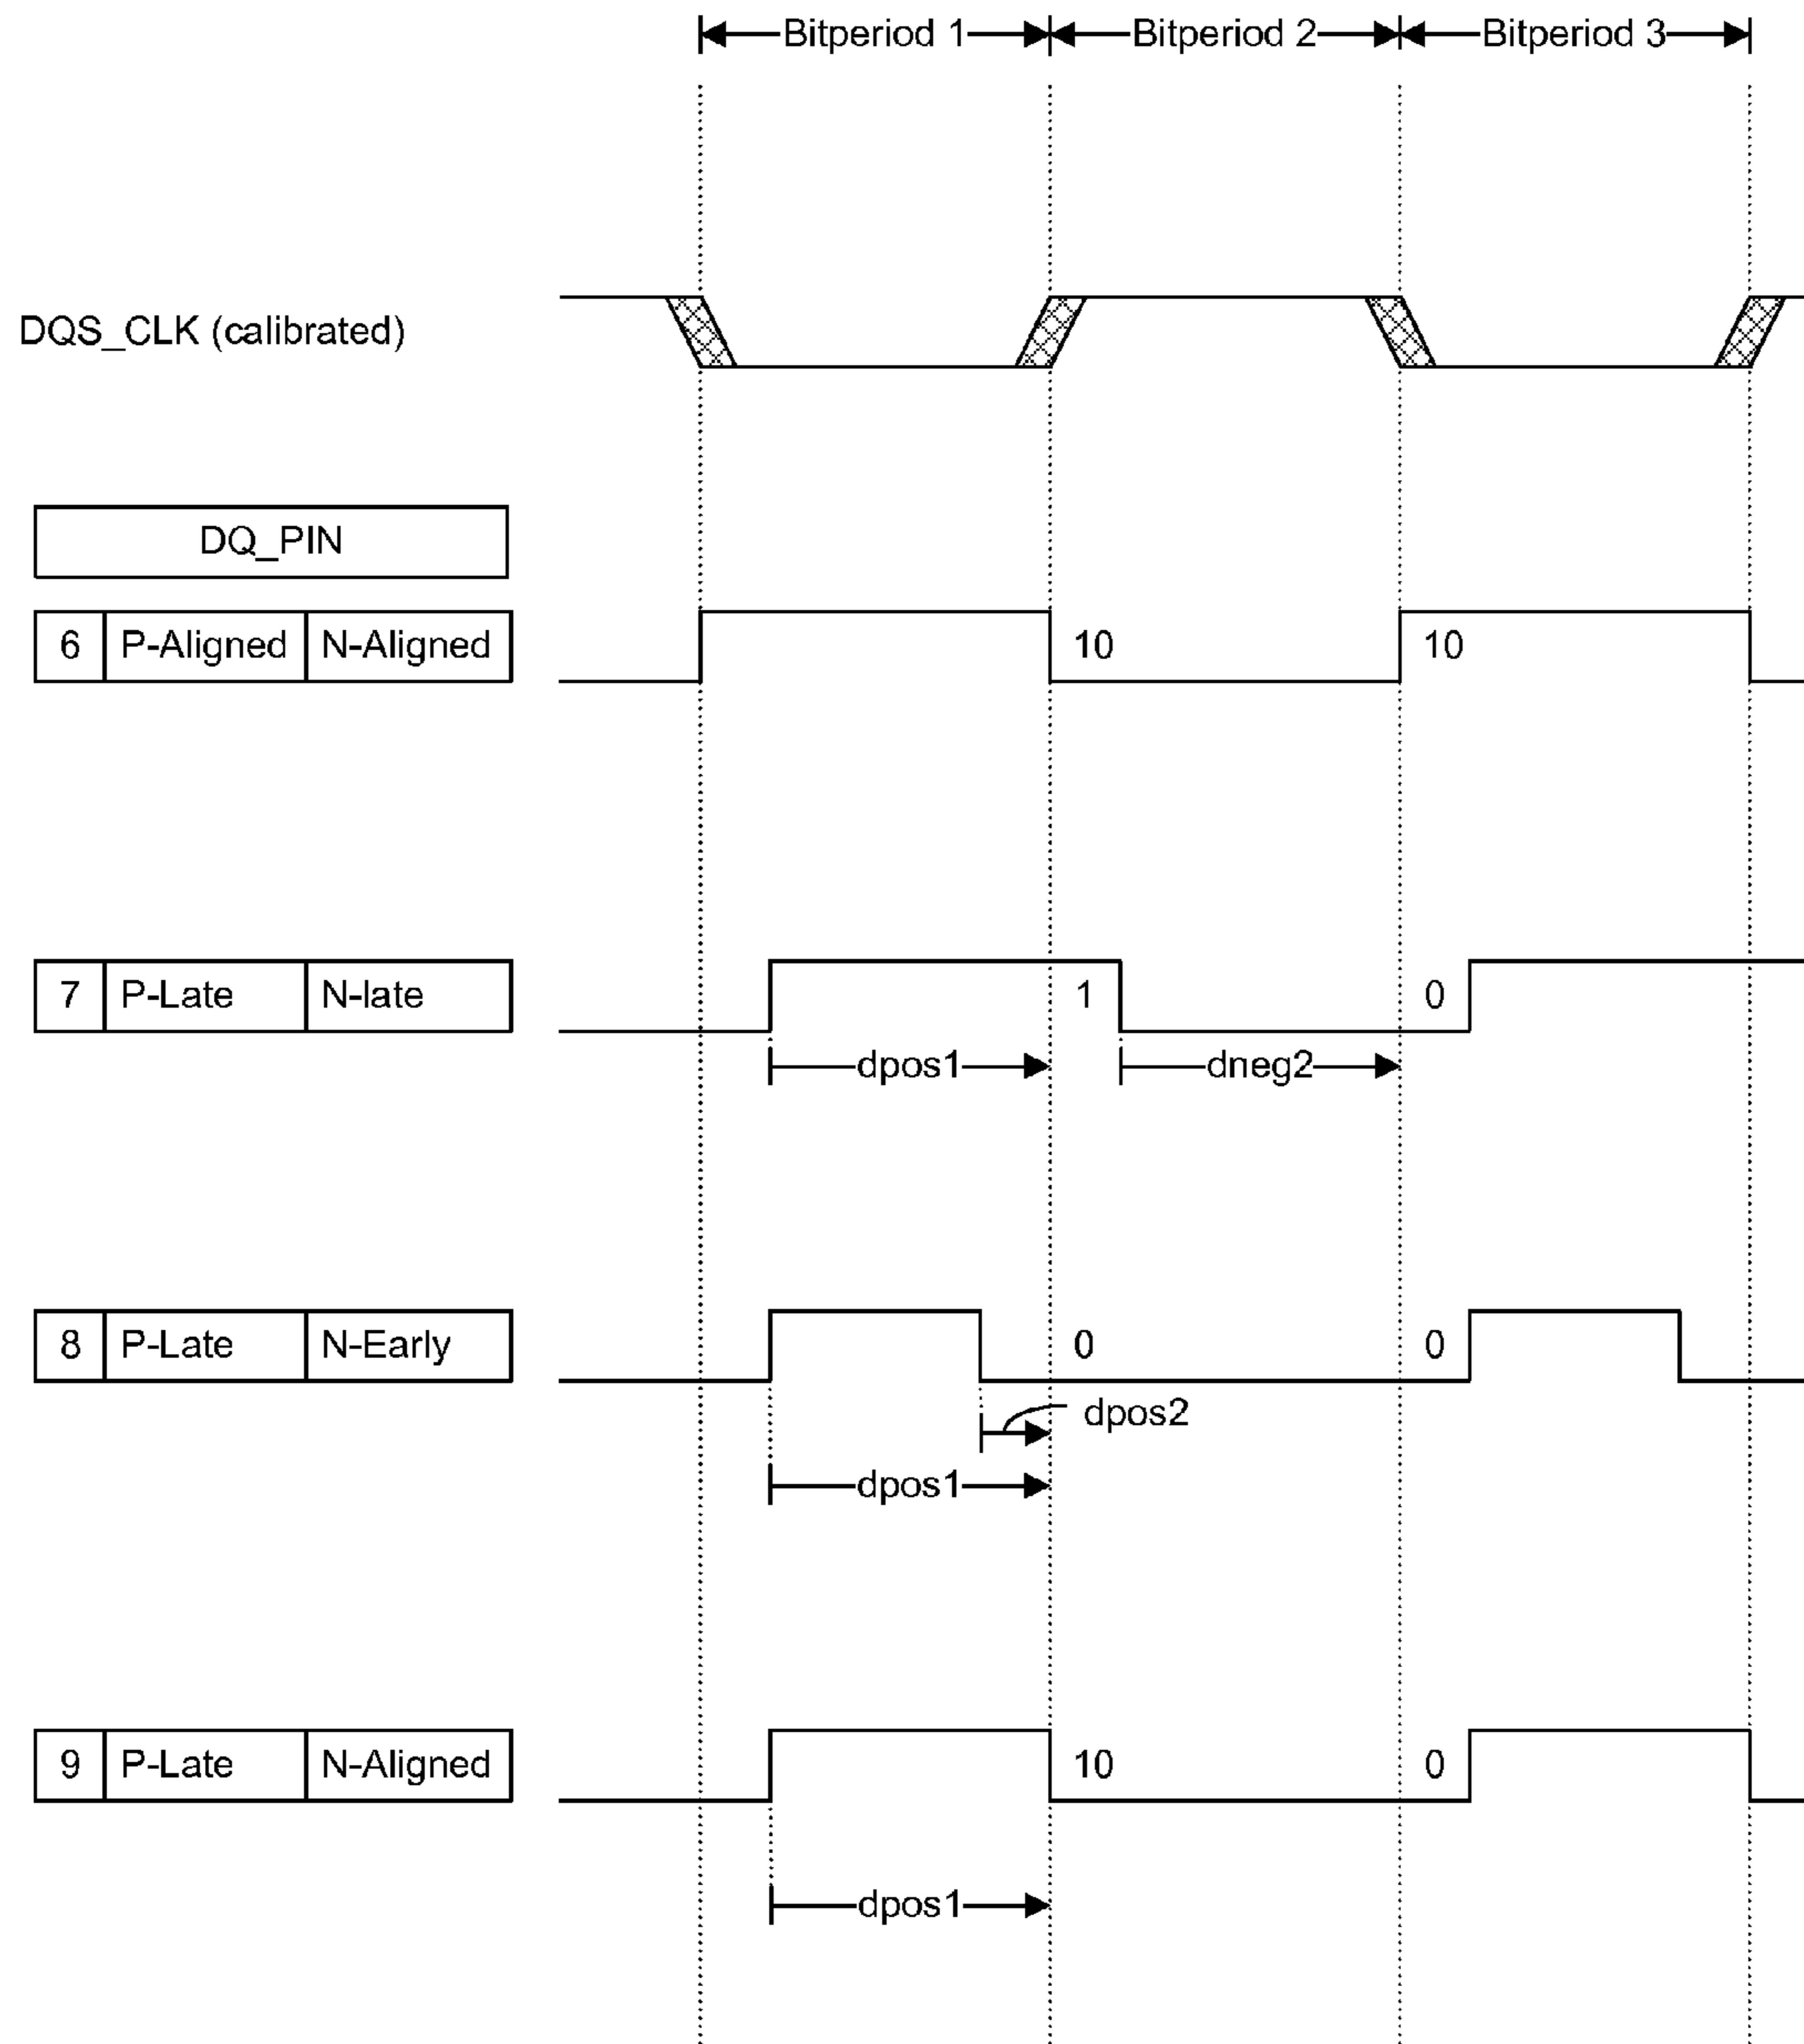 Bitperiod 1 Bitperiod 2 Bitperiod 3
DQS_CLK (calibrated)
DQ_PIN
6 P-Aligned N-Aligned 10 10
7 P-Late N-late 1 0
dpos1 dneg2
8 P-Late N-Early 0 0
dpos2
dpos1
9 P-Late N-Aligned 10 0
dpos1